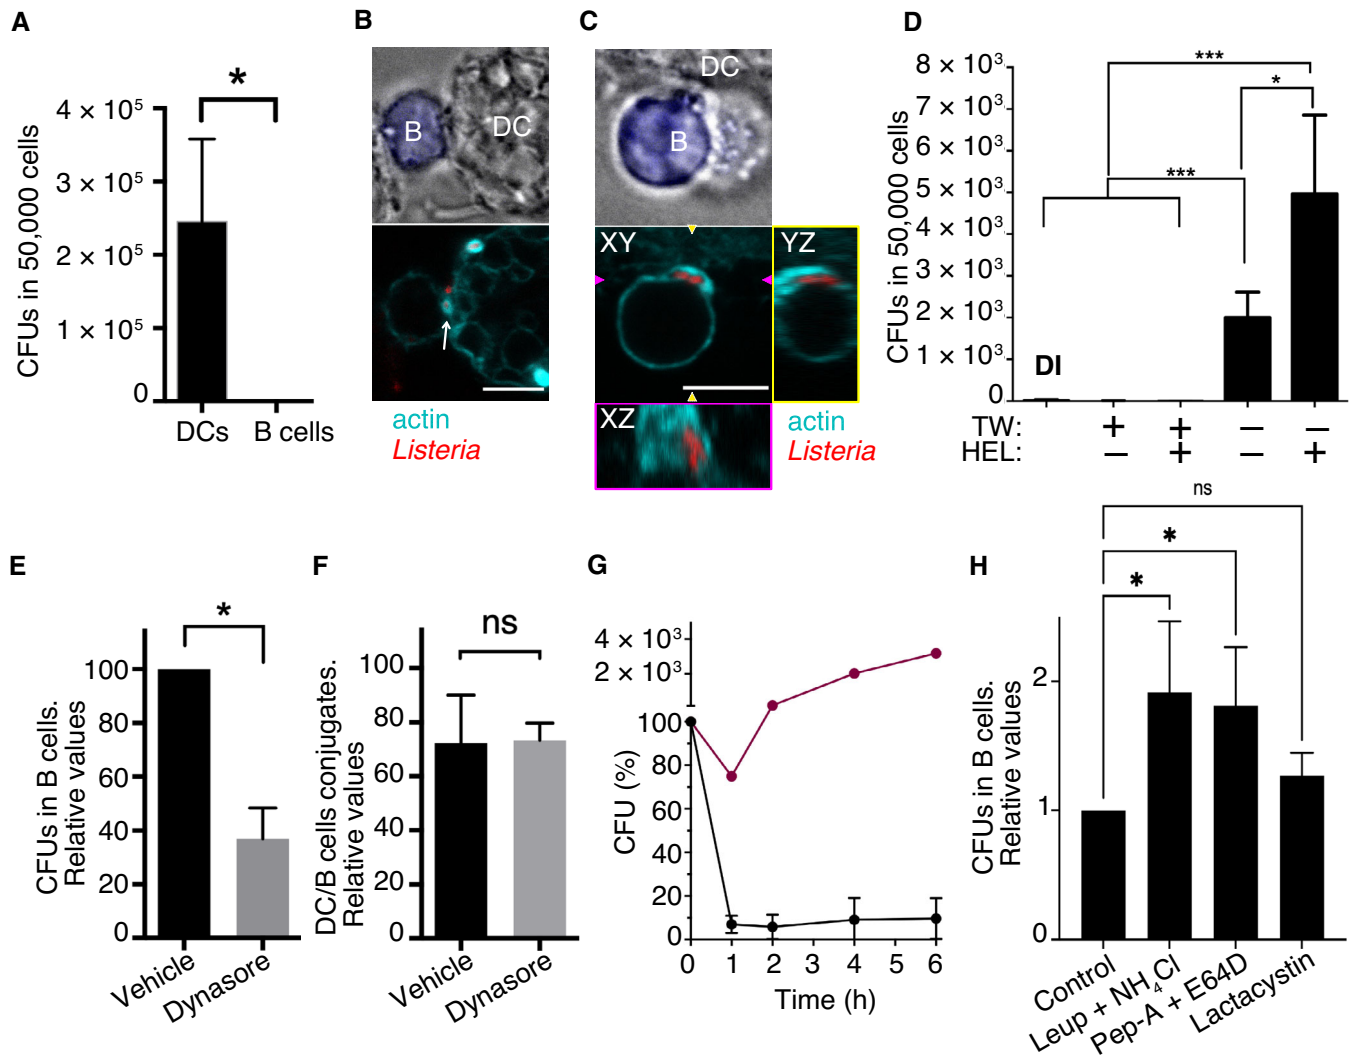 A
CFUs in 50,000 cells
4 × 10⁵
3 × 10⁵
2 × 10⁵
1 × 10⁵
0
*
DCs
B cells
B
B
DC
actin
Listeria
C
DC
B
XY
YZ
XZ
actin
Listeria
D
CFUs in 50,000 cells
8 × 10³
7 × 10³
6 × 10³
5 × 10³
4 × 10³
3 × 10³
2 × 10³
1 × 10³
0
***
*
***
DI
TW: + + − −
HEL: − + − +
E
CFUs in B cells.
Relative values
100
80
60
40
20
0
*
Vehicle
Dynasore
F
DC/B cells conjugates.
Relative values
100
80
60
40
20
0
ns
Vehicle
Dynasore
G
CFU (%)
4 × 10³
2 × 10³
100
80
60
40
20
0
0 1 2 3 4 5 6
Time (h)
H
CFUs in B cells.
Relative values
2
1
0
ns
*
*
Control
Leup + NH₄Cl
Pep-A + E64D
Lactacystin